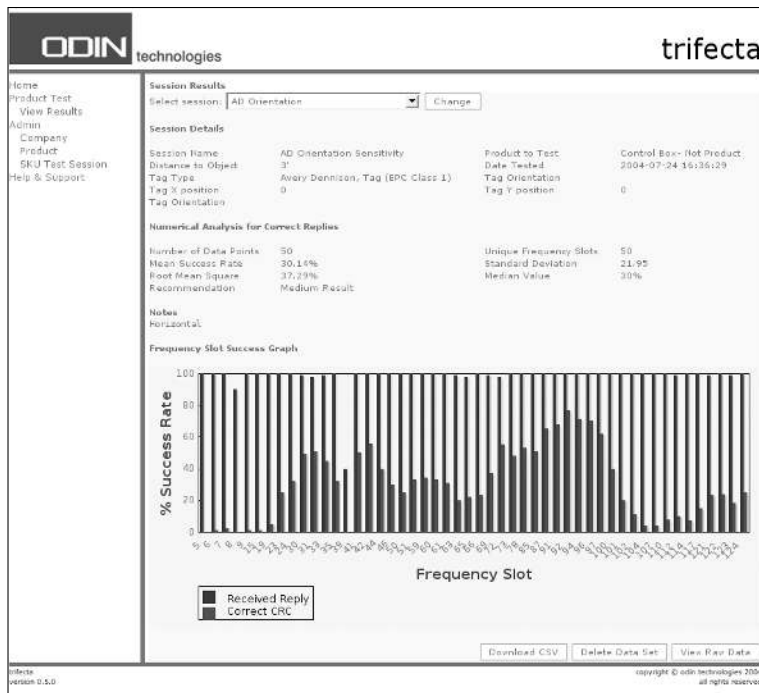 ODIN technologies
trifecta
Home
Product Test
View Results
Admin
Company
Product
SKU Test Session
Help & Support
Session Results
Select session: AD Orientation Change
Session Details
Session Name AD Orientation Sensitivity Product to Test Control Box- Not Product
Distance to Object 3' Date Tested 2004-07-24 16:36:29
Tag Type Avery Dennison, Tag (EPC Class 1) Tag Orientation
Tag X position 0 Tag Y position 0
Tag Orientation
Numerical Analysis for Correct Replies
Number of Data Points 50 Unique Frequency Slots 50
Mean Success Rate 30.14% Standard Deviation 21.95
Root Mean Square 37.29% Median Value 30%
Recommendation Medium Result
Notes
Horizontal
Frequency Slot Success Graph
% Success Rate
100
80
60
40
20
0
Frequency Slot
Received Reply
Correct CRC
Download CSV Delete Data Set View Raw Data
trifecta
version 0.5.0
copyright © odin technologies 200
all rights reserve